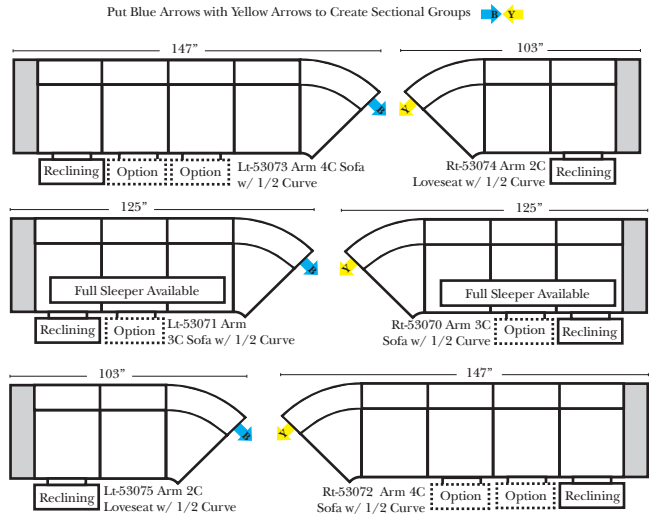 Put Blue Arrows with Yellow Arrows to Create Sectional Groups B Y
147” 103”
B Y
Reclining Option Option Lt-53073 Arm 4C Sofa
w/ 1/2 Curve
Rt-53074 Arm 2C
Loveseat w/ 1/2 Curve Reclining
125” 125”
B Y
Full Sleeper Available Full Sleeper Available
Reclining Option Lt-53071 Arm
3C Sofa w/ 1/2 Curve
Rt-53070 Arm 3C
Sofa w/ 1/2 Curve Option Reclining
103” 147”
B Y
Reclining Lt-53075 Arm 2C
Loveseat w/ 1/2 Curve
Rt-53072 Arm 4C
Sofa w/ 1/2 Curve Option Option Reclining